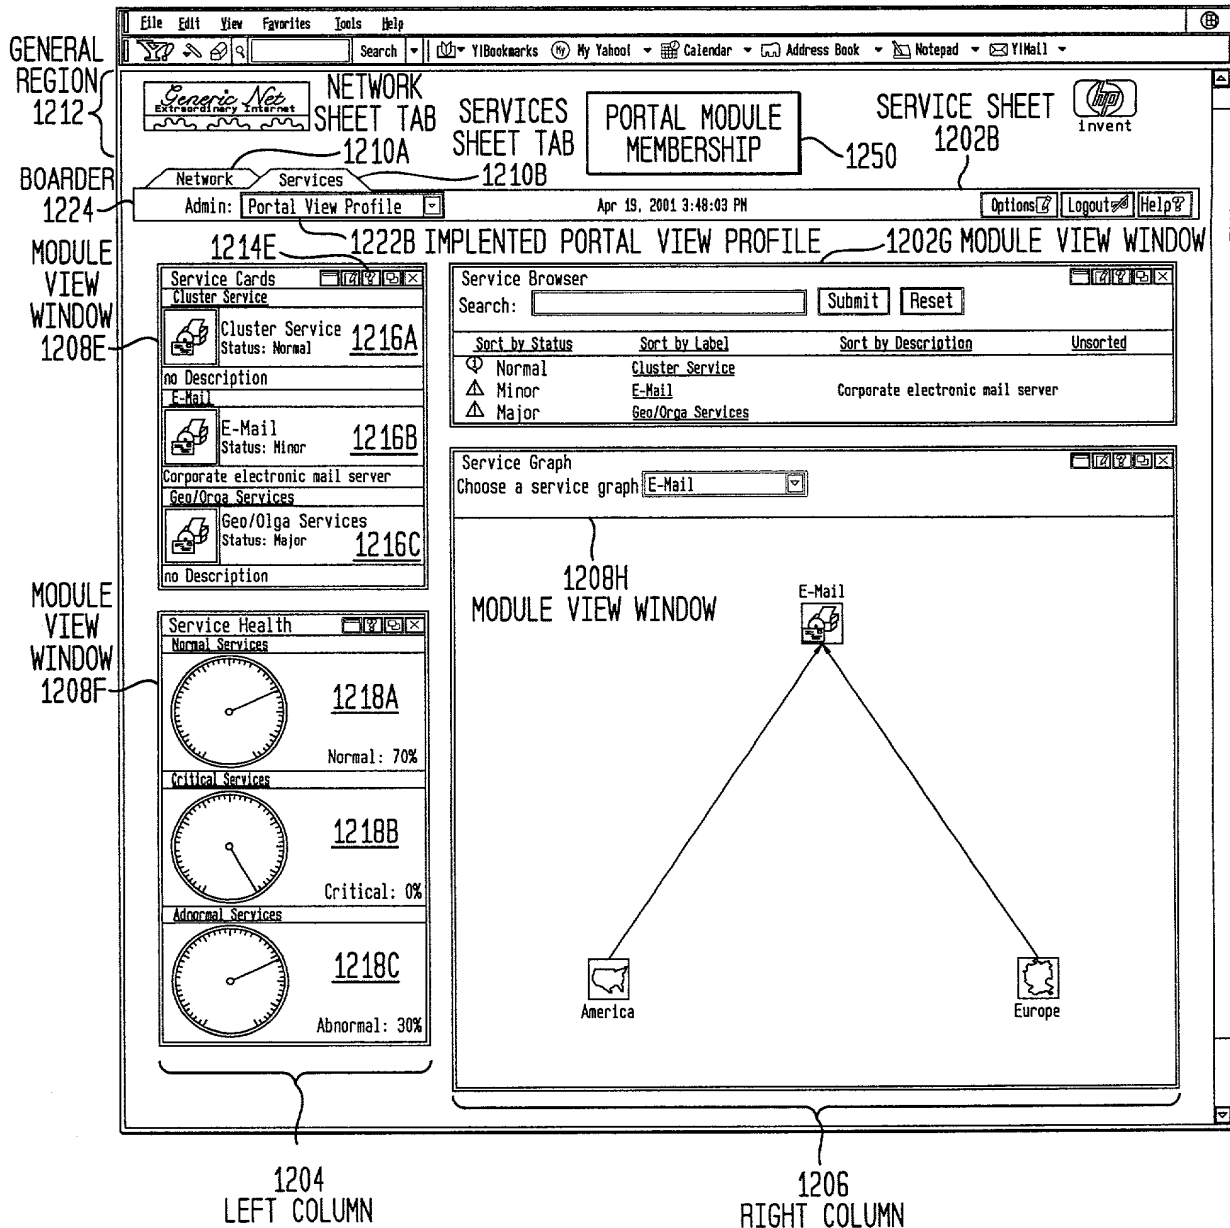 File Edit View Favorites Tools Help
Y! Search Y!Bookmarks My My Yahoo! Calendar Address Book Notepad Y!Mail
GENERAL REGION 1212
Generic Net
Extraordinary Internet
NETWORK SHEET TAB 1210A
SERVICES SHEET TAB 1210B
PORTAL MODULE MEMBERSHIP
1250
SERVICE SHEET 1202B
hp
invent
BOARDER 1224
Network Services
Admin: Portal View Profile Apr 19, 2001 3:48:03 PM Options Logout Help?
1222B IMPLENTED PORTAL VIEW PROFILE
1202G MODULE VIEW WINDOW
1214E
MODULE VIEW WINDOW 1208E
Service Cards
Cluster Service
Cluster Service
Status: Normal
1216A
no Description
E-Mail
E-Mail
Status: Minor
1216B
Corporate electronic mail server
Geo/Orga Services
Geo/Olga Services
Status: Major
1216C
no Description
Service Browser
Search: Submit Reset
Sort by Status Sort by Label Sort by Description Unsorted
Normal Cluster Service
Minor E-Mail Corporate electronic mail server
Major Geo/Orga Services
Service Graph
Choose a service graph E-Mail
1208H
MODULE VIEW WINDOW
E-Mail
America
Europe
MODULE VIEW WINDOW 1208F
Service Health
Normal Services
1218A
Normal: 70%
Critical Services
1218B
Critical: 0%
Adnormal Services
1218C
Abnormal: 30%
1204
LEFT COLUMN
1206
RIGHT COLUMN